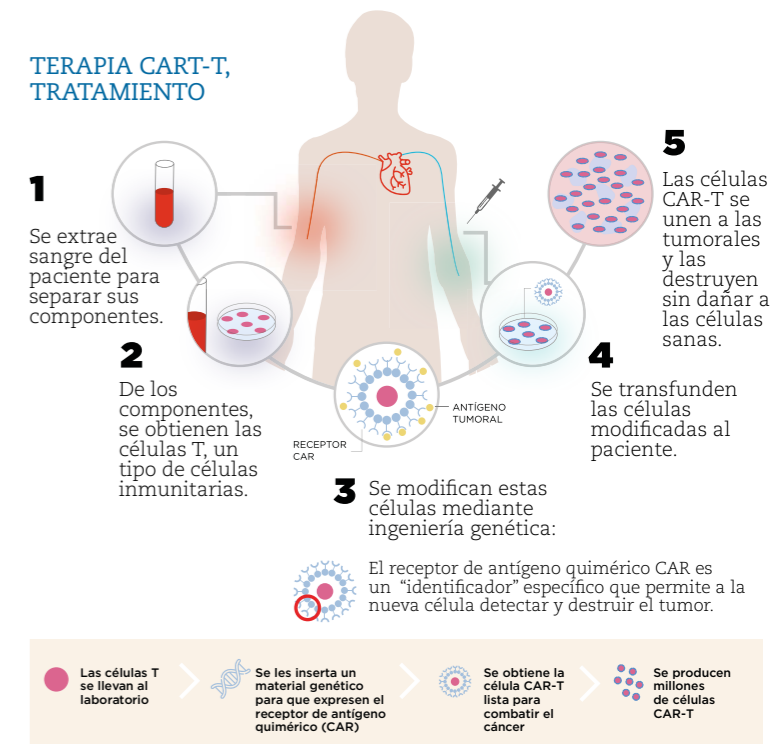 TERAPIA CART-T,
TRATAMIENTO
1
Se extrae
sangre del
paciente para
separar sus
componentes.
2
De los
componentes,
se obtienen las
células T, un
tipo de células
inmunitarias.
RECEPTOR
CAR
ANTÍGENO
TUMORAL
3
Se modifican estas
células mediante
ingeniería genética:
El receptor de antígeno quimérico CAR es
un “identificador” específico que permite a la
nueva célula detectar y destruir el tumor.
4
Se transfunden
las células
modificadas al
paciente.
5
Las células
CAR-T se
unen a las
tumorales
y las
destruyen
sin dañar a
las células
sanas.
Las células T
se llevan al
laboratorio
Se les inserta un
material genético
para que expresen el
receptor de antígeno
quimérico (CAR)
Se obtiene la
célula CAR-T
lista para
combatir el
cáncer
Se producen
millones
de células
CAR-T